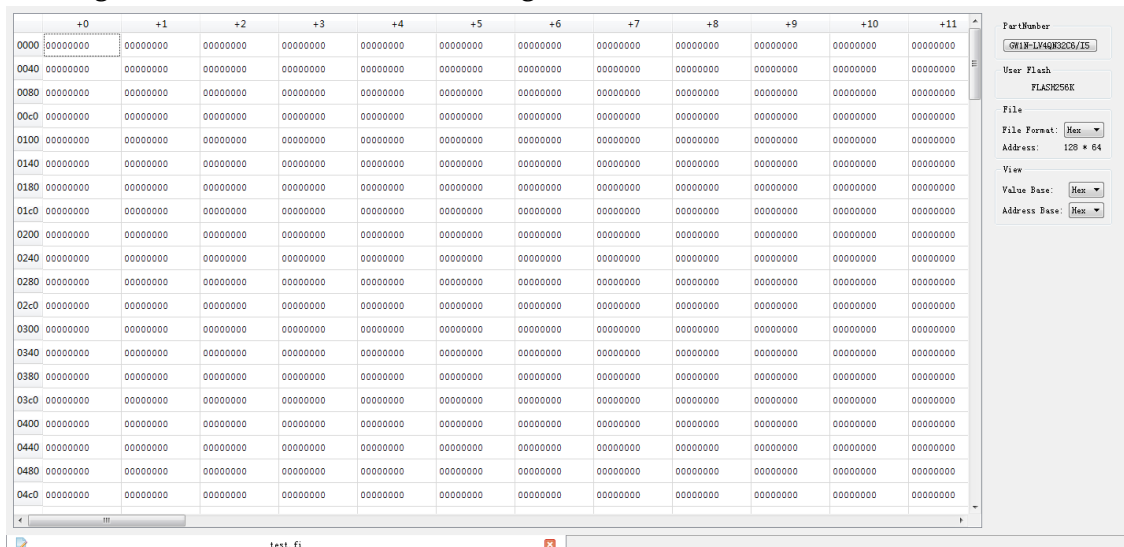 +0 +1 +2 +3 +4 +5 +6 +7 +8 +9 +10 +11
0000 00000000 00000000 00000000 00000000 00000000 00000000 00000000 00000000 00000000 00000000 00000000 00000000
0040 00000000 00000000 00000000 00000000 00000000 00000000 00000000 00000000 00000000 00000000 00000000 00000000
0080 00000000 00000000 00000000 00000000 00000000 00000000 00000000 00000000 00000000 00000000 00000000 00000000
00c0 00000000 00000000 00000000 00000000 00000000 00000000 00000000 00000000 00000000 00000000 00000000 00000000
0100 00000000 00000000 00000000 00000000 00000000 00000000 00000000 00000000 00000000 00000000 00000000 00000000
0140 00000000 00000000 00000000 00000000 00000000 00000000 00000000 00000000 00000000 00000000 00000000 00000000
0180 00000000 00000000 00000000 00000000 00000000 00000000 00000000 00000000 00000000 00000000 00000000 00000000
01c0 00000000 00000000 00000000 00000000 00000000 00000000 00000000 00000000 00000000 00000000 00000000 00000000
0200 00000000 00000000 00000000 00000000 00000000 00000000 00000000 00000000 00000000 00000000 00000000 00000000
0240 00000000 00000000 00000000 00000000 00000000 00000000 00000000 00000000 00000000 00000000 00000000 00000000
0280 00000000 00000000 00000000 00000000 00000000 00000000 00000000 00000000 00000000 00000000 00000000 00000000
02c0 00000000 00000000 00000000 00000000 00000000 00000000 00000000 00000000 00000000 00000000 00000000 00000000
0300 00000000 00000000 00000000 00000000 00000000 00000000 00000000 00000000 00000000 00000000 00000000 00000000
0340 00000000 00000000 00000000 00000000 00000000 00000000 00000000 00000000 00000000 00000000 00000000 00000000
0380 00000000 00000000 00000000 00000000 00000000 00000000 00000000 00000000 00000000 00000000 00000000 00000000
03c0 00000000 00000000 00000000 00000000 00000000 00000000 00000000 00000000 00000000 00000000 00000000 00000000
0400 00000000 00000000 00000000 00000000 00000000 00000000 00000000 00000000 00000000 00000000 00000000 00000000
0440 00000000 00000000 00000000 00000000 00000000 00000000 00000000 00000000 00000000 00000000 00000000 00000000
0480 00000000 00000000 00000000 00000000 00000000 00000000 00000000 00000000 00000000 00000000 00000000 00000000
04c0 00000000 00000000 00000000 00000000 00000000 00000000 00000000 00000000 00000000 00000000 00000000 00000000
PartNumber
GW1N-LV4QN32C6/I5
User Flash
FLASH256K
File
File Format: Hex
Address: 128 * 64
View
Value Base: Hex
Address Base: Hex
test.fi